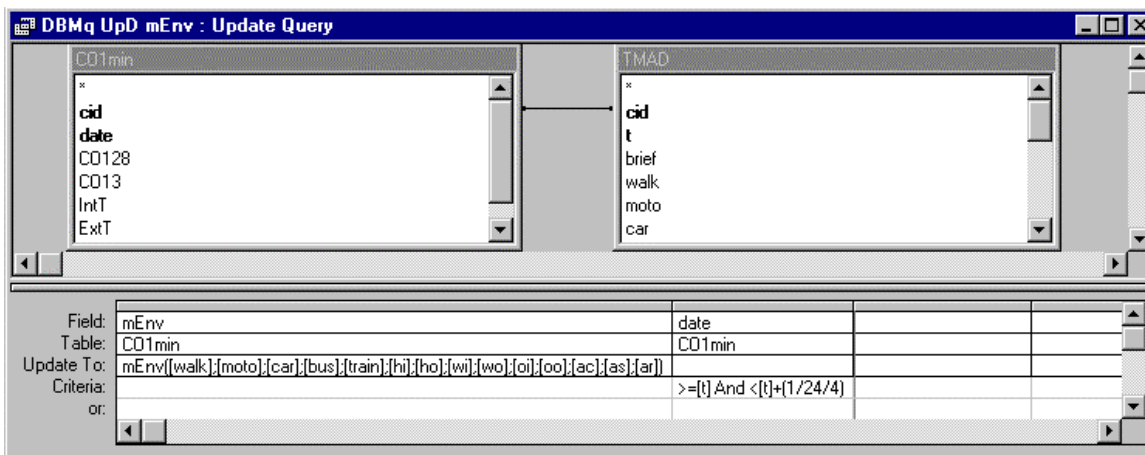 DBMq UpD mEnv : Update Query
CO1min
*
cid
date
CO128
CO13
IntT
ExtT
TMAD
*
cid
t
brief
walk
moto
car
Field: mEnv date
Table: CO1min CO1min
Update To: mEnv([walk];[moto];[car];[bus];[train];[hi];[ho];[wi];[wo];[oi];[oo];[ac];[as];[ar])
Criteria: >=[t] And <[t]+(1/24/4)
or: